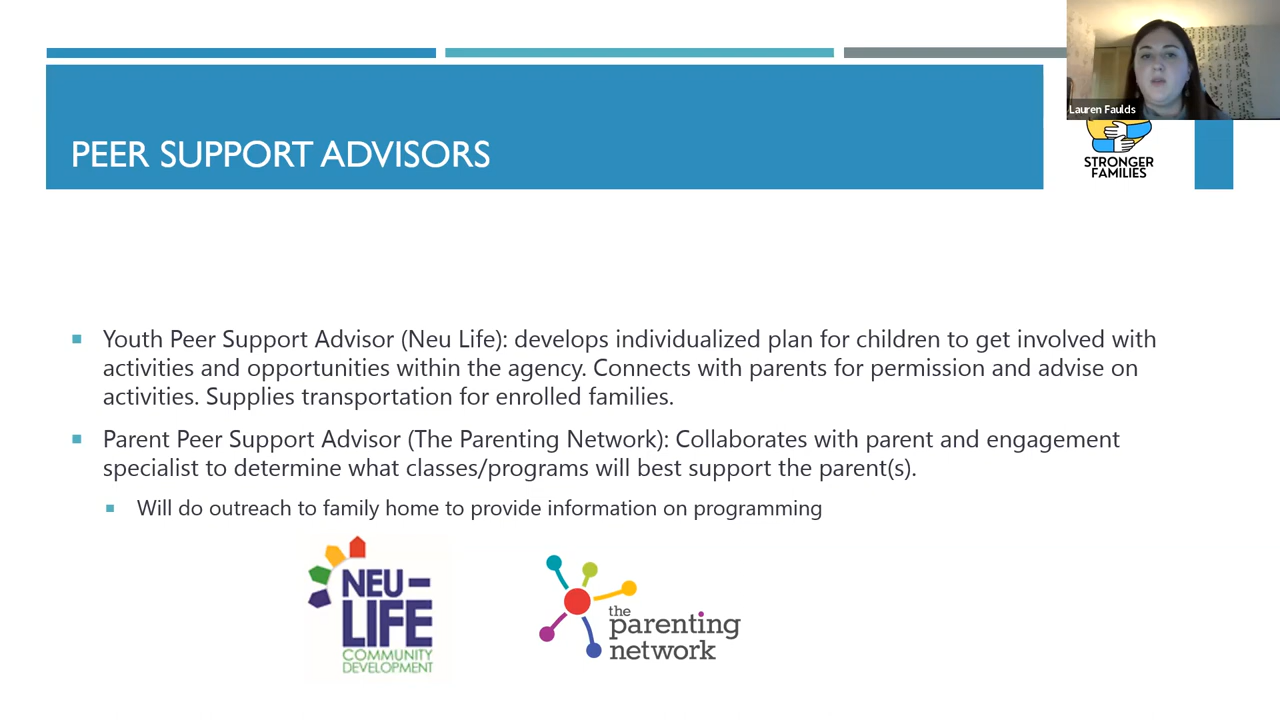 Lauren Faulds
STRONGER
FAMILIES
PEER SUPPORT ADVISORS
Youth Peer Support Advisor (Neu Life): develops individualized plan for children to get involved with
activities and opportunities within the agency. Connects with parents for permission and advise on
activities. Supplies transportation for enrolled families.
Parent Peer Support Advisor (The Parenting Network): Collaborates with parent and engagement
specialist to determine what classes/programs will best support the parent(s).
Will do outreach to family home to provide information on programming
NEU-
LIFE
COMMUNITY
DEVELOPMENT
the
parenting
network